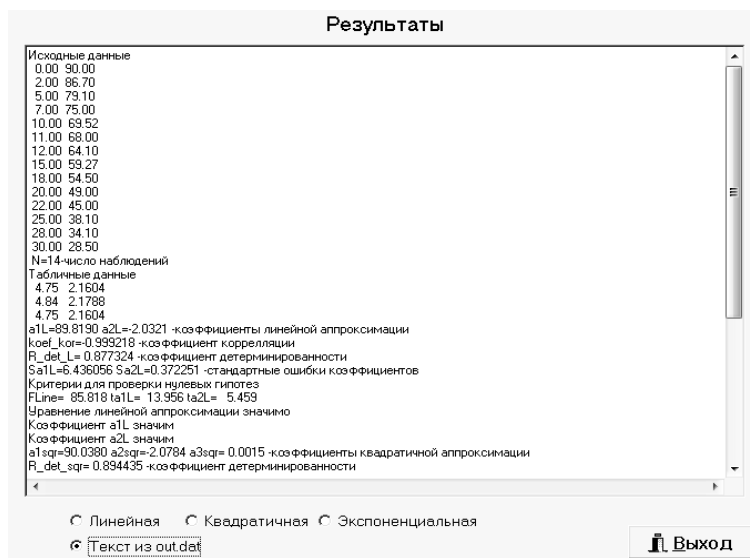 Результаты
Исходные данные
0.00 90.00
2.00 86.70
5.00 79.10
7.00 75.00
10.00 69.52
11.00 68.00
12.00 64.10
15.00 59.27
18.00 54.50
20.00 49.00
22.00 45.00
25.00 38.10
28.00 34.10
30.00 28.50
N=14-число наблюдений
Табличные данные
4.75 2.1604
4.84 2.1788
4.75 2.1604
a1L=89.8190 a2L=-2.0321 -коэффициенты линейной аппроксимации
koef_kor=-0.999218 -коэффициент корреляции
R_det_L= 0.877324 -коэффициент детерминированности
Sa1L=6.436056 Sa2L=0.372251 -стандартные ошибки коэффициентов
Критерии для проверки нулевых гипотез
FLine= 85.818 ta1L= 13.956 ta2L= 5.459
Уравнение линейной аппроксимации значимо
Коэффициент a1L значим
Коэффициент a2L значим
a1sqr=90.0380 a2sqr=-2.0784 a3sqr= 0.0015 -коэффициенты квадратичной аппроксимации
R_det_sqr= 0.894435 -коэффициент детерминированности
Линейная Квадратичная Экспоненциальная
Текст из out.dat
Выход